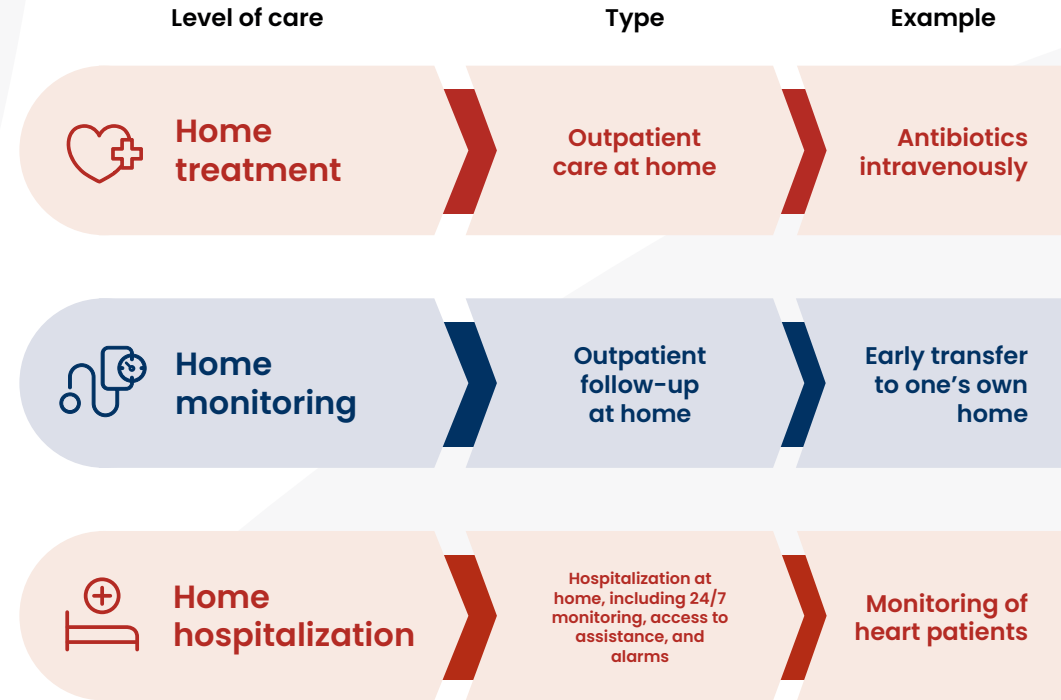 Level of care
Type
Example
Home
treatment
Outpatient
care at home
Antibiotics
intravenously
Home
monitoring
Outpatient
follow-up
at home
Early transfer
to one’s own
home
Home
hospitalization
Hospitalization at
home, including 24/7
monitoring, access to
assistance, and
alarms
Monitoring of
heart patients